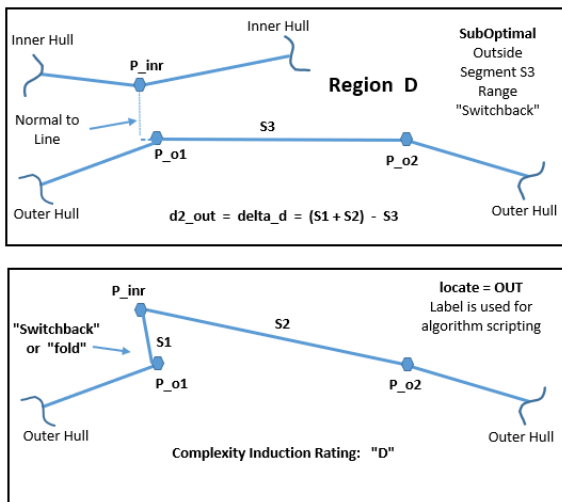 Inner Hull
P_inr
Inner Hull
SubOptimal
Outside
Segment S3
Range
"Switchback"
Region D
Normal to
Line
S3
P_o1
P_o2
Outer Hull
Outer Hull
d2_out = delta_d = (S1 + S2) - S3
P_inr
locate = OUT
Label is used for
algorithm scripting
"Switchback"
or "fold"
S1
S2
P_o1
P_o2
Outer Hull
Outer Hull
Complexity Induction Rating: "D"